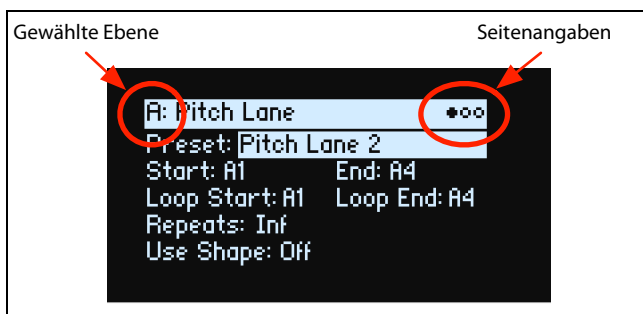 Gewählte Ebene
Seitenangaben
A: Pitch Lane
Preset: Pitch Lane 2
Start: A1 End: A4
Loop Start: A1 Loop End: A4
Repeats: Inf
Use Shape: Off